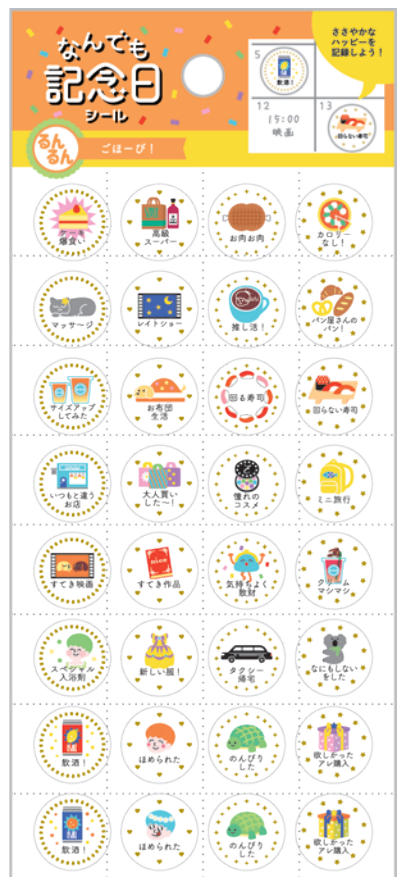 なんでも
記念日
シール
ささやかな
ハッピーを
記録しよう！
5
飲酒！
12
15:00
映画
13
回らない寿司
るんるん
ごほーび！
ケーキ
爆食い
高級
スーパー
お肉お肉
カロリー
なし！
マッサージ
レイトショー
推し活！
パン屋さんの
パン！
サイズアップ
してみた
お布団
生活
回る寿司
回らない寿司
いつもと違う
お店
大人買い
した〜！
憧れの
コスメ
ミニ旅行
すてき映画
Nice
すてき作品
気持ちよく
散財
クリーム
マシマシ
スペシャル
入浴剤
新しい服！
タクシー
帰宅
なにもしない
をした
飲酒！
ほめられた
のんびり
した
欲しかった
アレ購入
飲酒！
ほめられた
のんびり
した
欲しかった
アレ購入